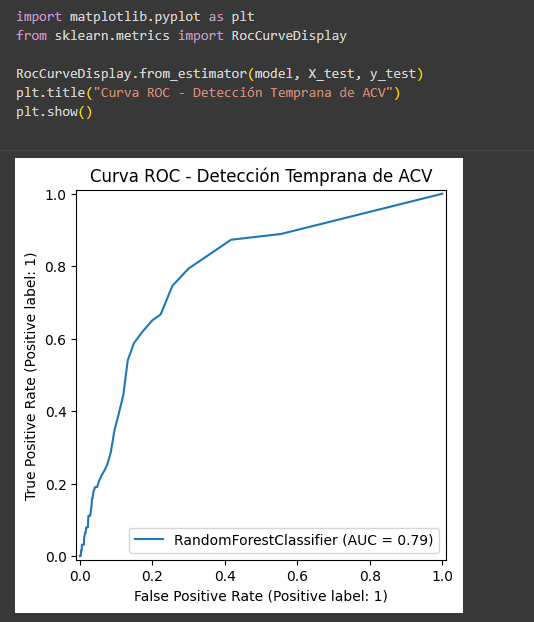 import matplotlib.pyplot as plt
from sklearn.metrics import RocCurveDisplay
RocCurveDisplay.from_estimator(model, X_test, y_test)
plt.title("Curva ROC - Detección Temprana de ACV")
plt.show()
Curva ROC - Detección Temprana de ACV
1.0
0.8
0.6
0.4
0.2
0.0
True Positive Rate (Positive label: 1)
RandomForestClassifier (AUC = 0.79)
0.0 0.2 0.4 0.6 0.8 1.0
False Positive Rate (Positive label: 1)